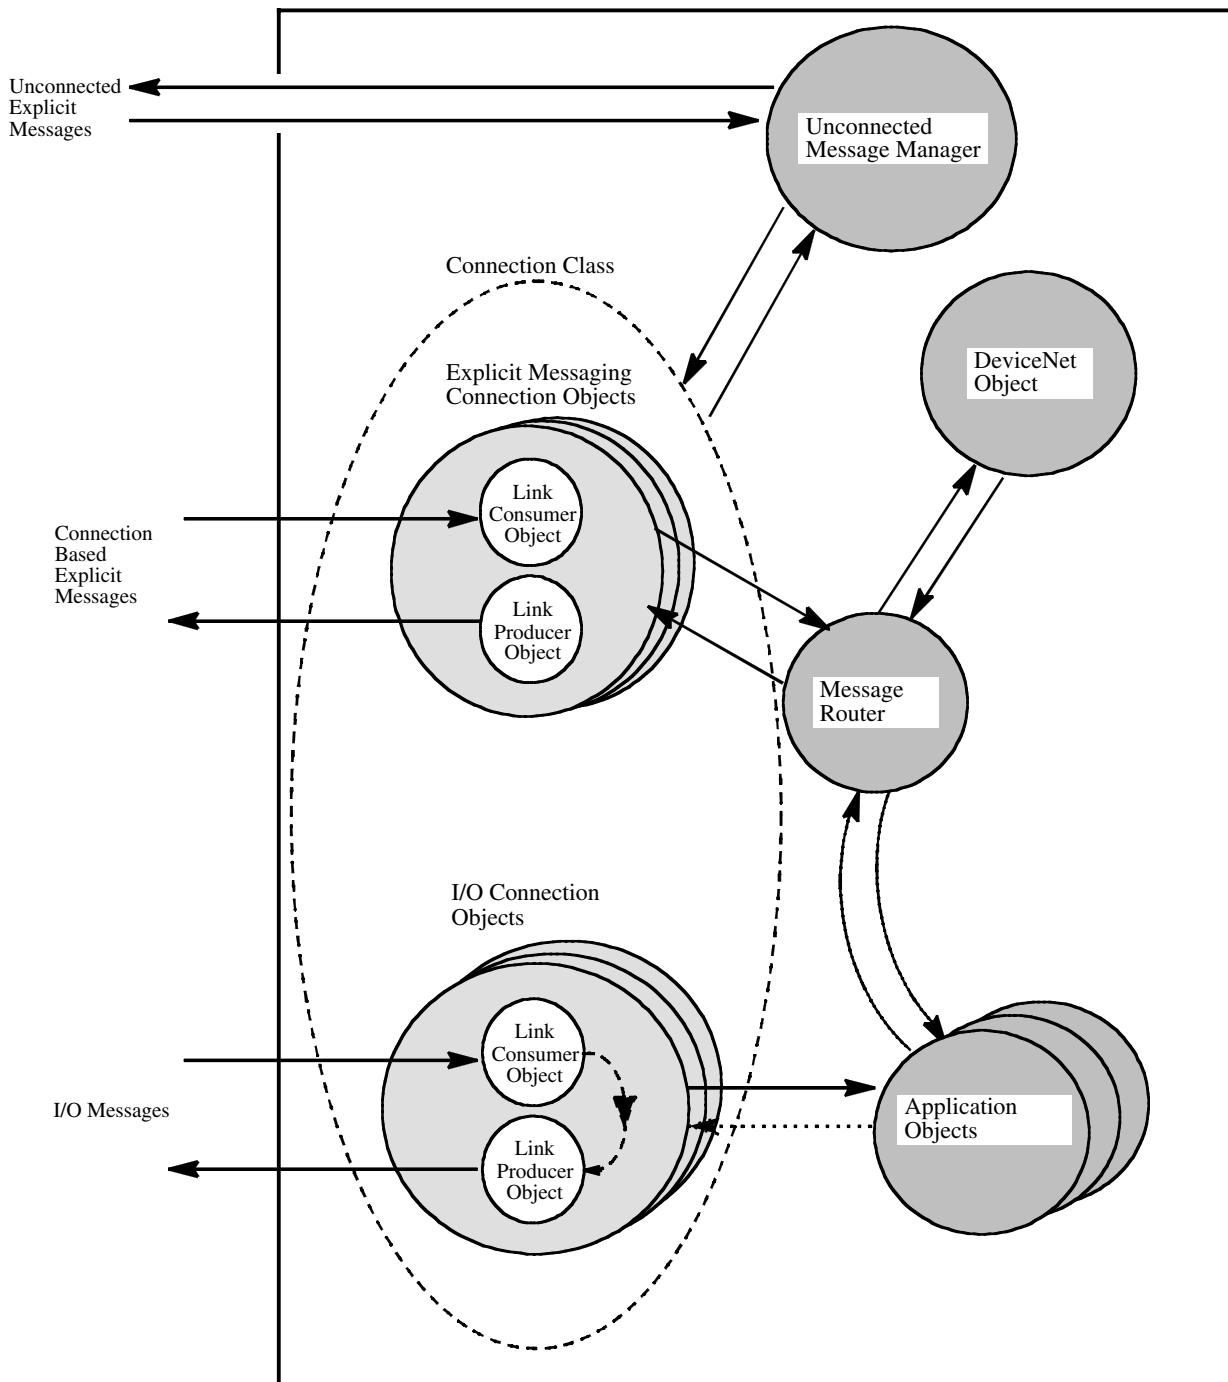 Unconnected
Explicit
Messages
Unconnected
Message Manager
Connection Class
DeviceNet
Object
Explicit Messaging
Connection Objects
Link
Consumer
Object
Connection
Based
Explicit
Messages
Link
Producer
Object
Message
Router
I/O Connection
Objects
Link
Consumer
Object
I/O Messages
Application
Objects
Link
Producer
Object